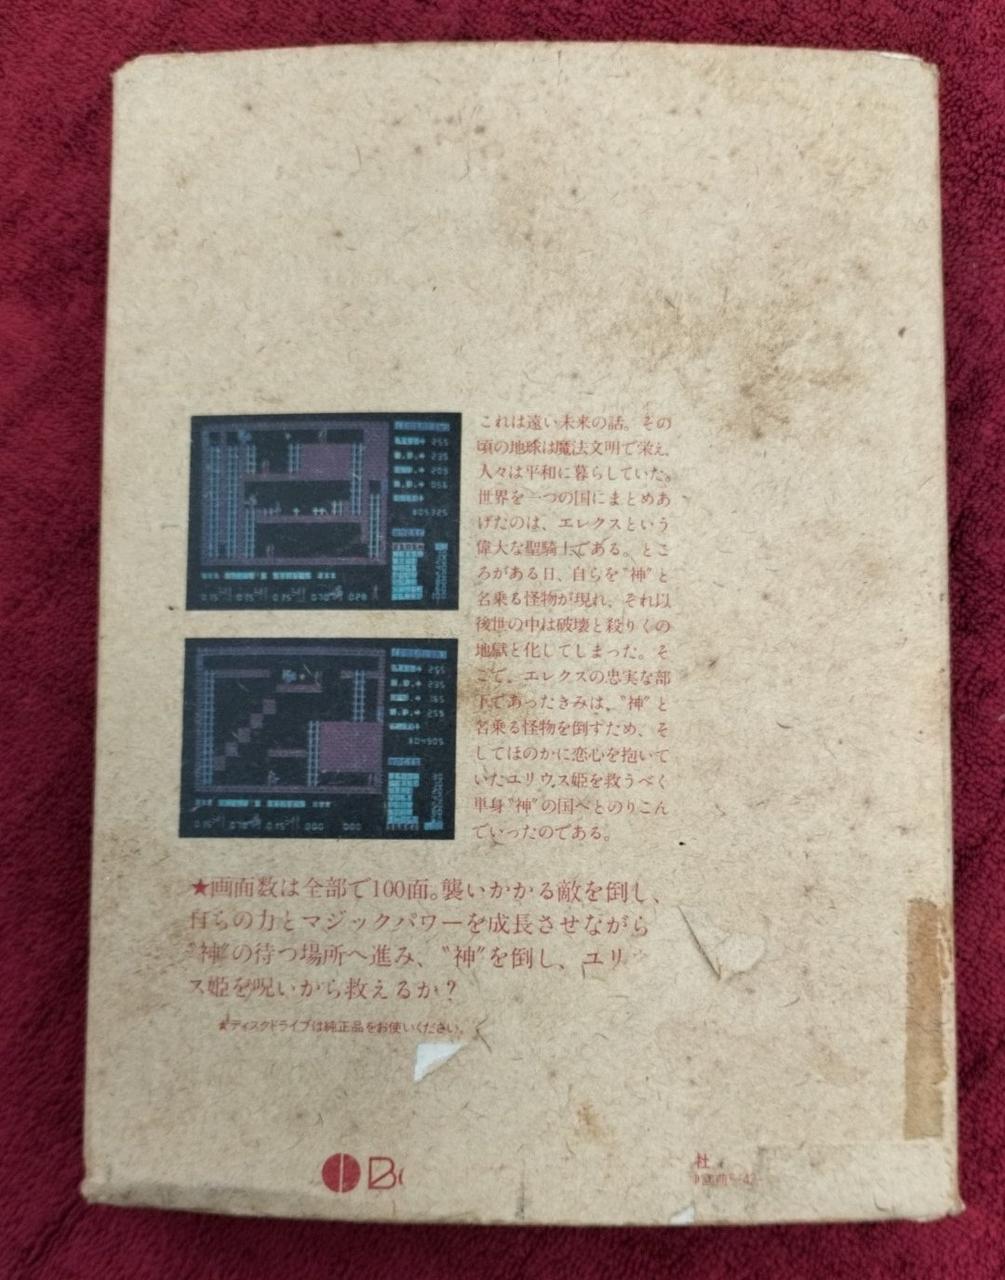 これは遠い未来の話。その
頃の地球は魔法文明で栄え、
人々は平和に暮らしていた。
世界を一つの国にまとめあ
げたのは、エレクスという
偉大な聖騎士である。とこ
ろがある日、自らを〝神〟と
名乗る怪物が現れ、それ以
後世の中は破壊と殺りくの
地獄と化してしまった。そ
こで、エレクスの忠実な部
下であったきみは、〝神〟と
名乗る怪物を倒すため、そ
してほのかに恋心を抱いて
いたユリウス姫を救うべく
単身〝神〟の国へとのりこん
でいったのである。
★画面数は全部で100面。襲いかかる敵を倒し、
自らの力とマジックパワーを成長させながら
〝神〟の待つ場所へ進み、〝神〟を倒し、ユリ
ス姫を呪いから救えるか?
★ディスクドライブは純正品をお使いください。
B
社